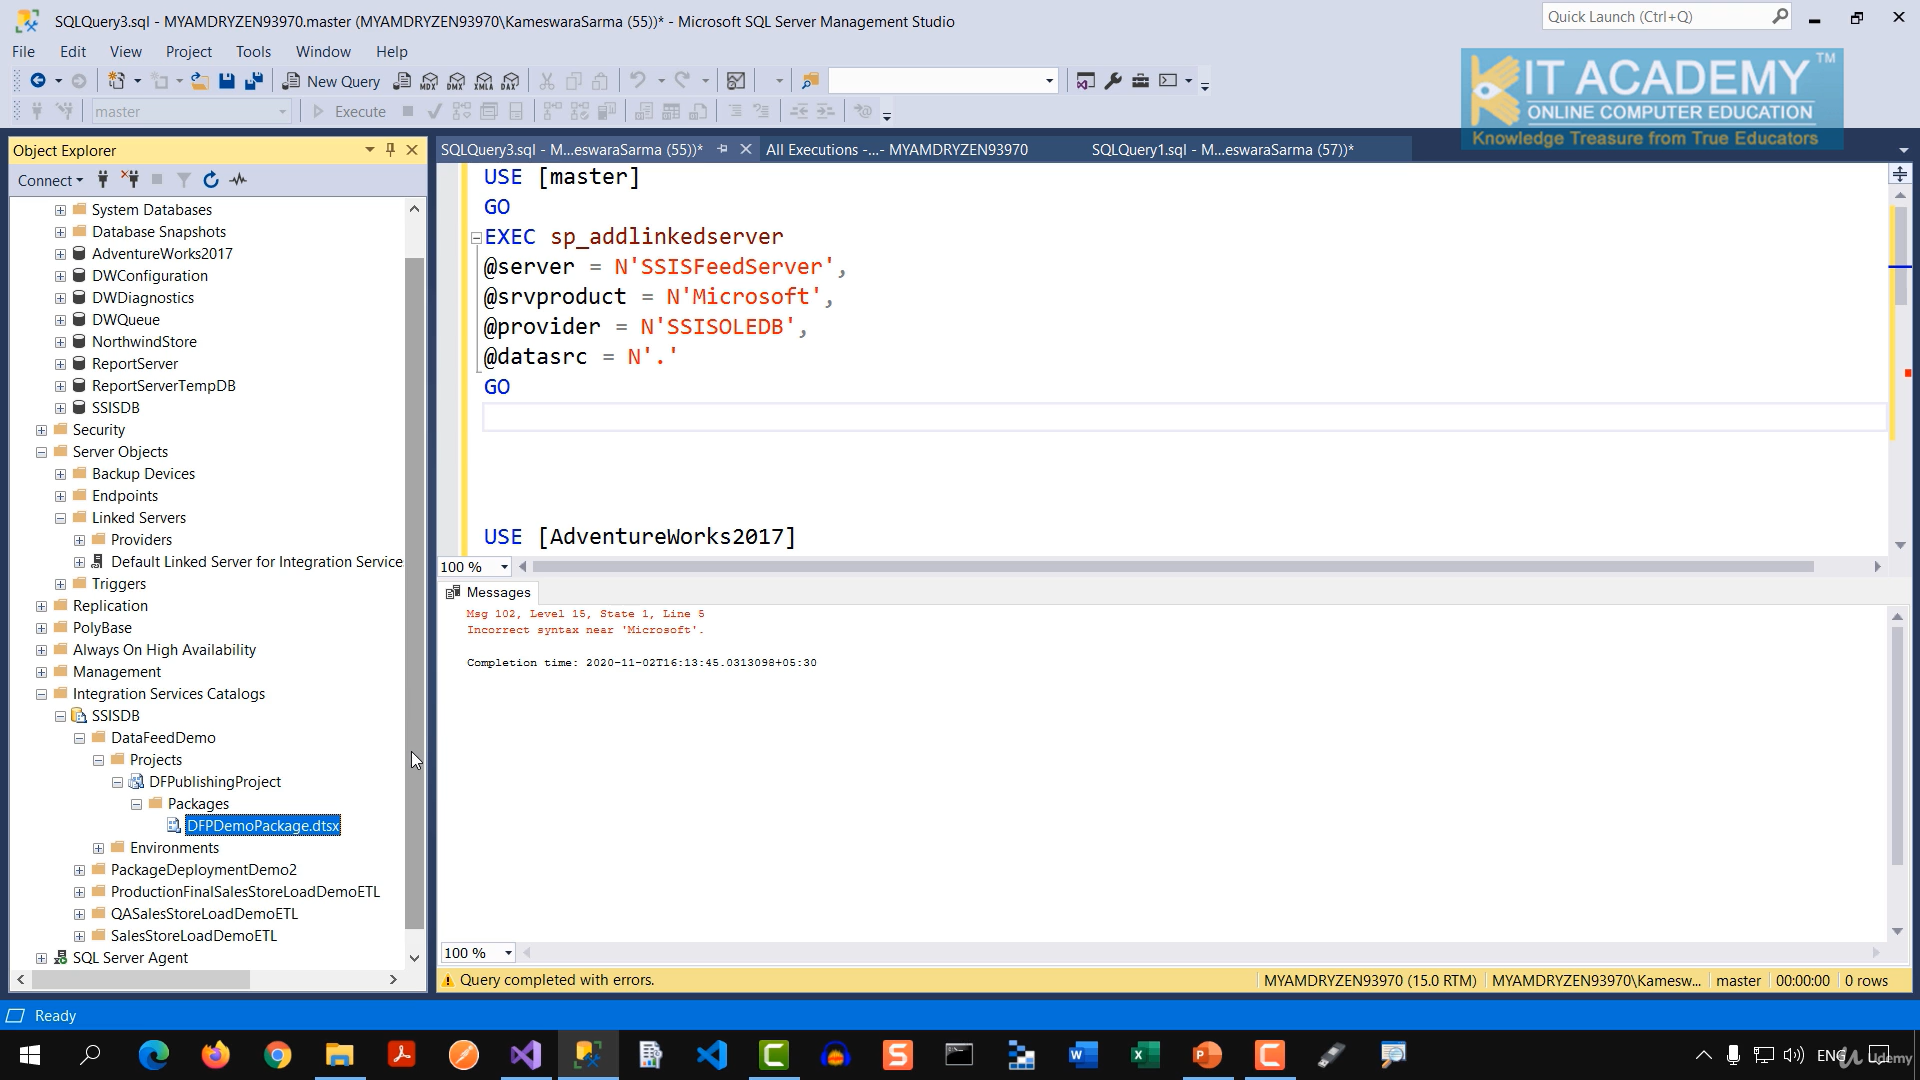 SQLQuery3.sql - MYAMDRYZEN93970.master (MYAMDRYZEN93970\KameswaraSarma (55))* - Microsoft SQL Server Management Studio
Quick Launch (Ctrl+Q)
File Edit View Project Tools Window Help
New Query
MDX DMX XMLA DAX
master
Execute
KIT ACADEMY TM
ONLINE COMPUTER EDUCATION
Knowledge Treasure from True Educators
Object Explorer
Connect
System Databases
Database Snapshots
AdventureWorks2017
DWConfiguration
DWDiagnostics
DWQueue
NorthwindStore
ReportServer
ReportServerTempDB
SSISDB
Security
Server Objects
Backup Devices
Endpoints
Linked Servers
Providers
Default Linked Server for Integration Service
Triggers
Replication
PolyBase
Always On High Availability
Management
Integration Services Catalogs
SSISDB
DataFeedDemo
Projects
DFPublishingProject
Packages
DFPDemoPackage.dtsx
Environments
PackageDeploymentDemo2
ProductionFinalSalesStoreLoadDemoETL
QASalesStoreLoadDemoETL
SalesStoreLoadDemoETL
SQL Server Agent
SQLQuery3.sql - M...eswaraSarma (55))*
All Executions -...- MYAMDRYZEN93970
SQLQuery1.sql - M...eswaraSarma (57))*
USE [master]
GO
EXEC sp_addlinkedserver
@server = N'SSISFeedServer',
@srvproduct = N'Microsoft',
@provider = N'SSISOLEDB',
@datasrc = N'.'
GO
USE [AdventureWorks2017]
100 %
Messages
Msg 102, Level 15, State 1, Line 5
Incorrect syntax near 'Microsoft'.
Completion time: 2020-11-02T16:13:45.0313098+05:30
100 %
Query completed with errors.
MYAMDRYZEN93970 (15.0 RTM)
MYAMDRYZEN93970\Kamesw...
master
00:00:00
0 rows
Ready
ENG
Udemy